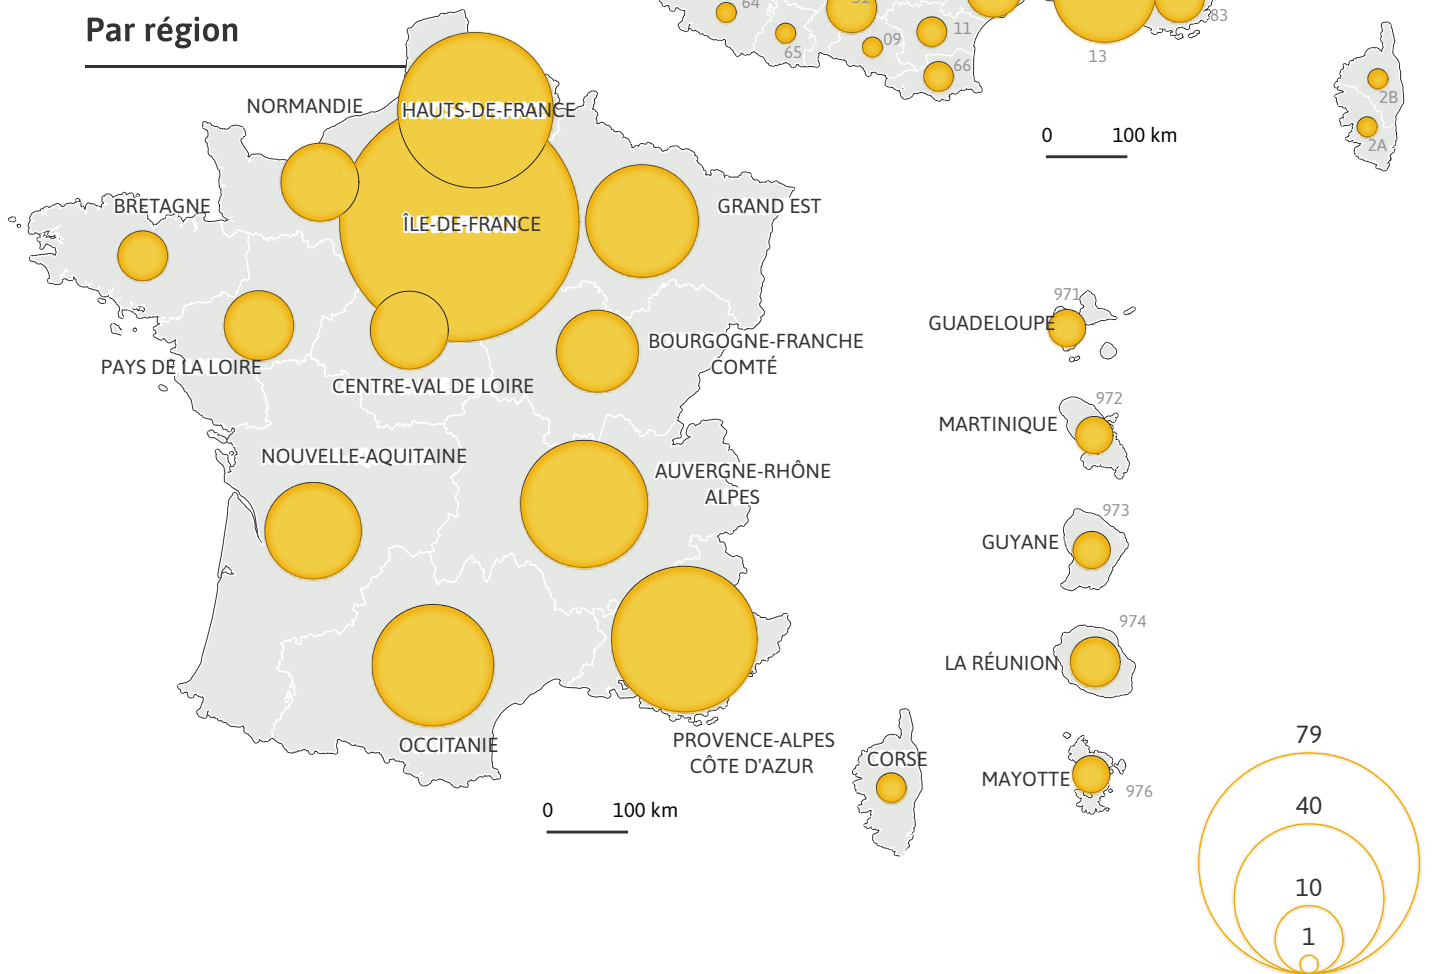 Par région
64
65
31
09
11
66
13
83
2B
2A
0 100 km
NORMANDIE
HAUTS-DE-FRANCE
BRETAGNE
ÎLE-DE-FRANCE
GRAND EST
PAYS DE LA LOIRE
CENTRE-VAL DE LOIRE
BOURGOGNE-FRANCHE
COMTÉ
NOUVELLE-AQUITAINE
AUVERGNE-RHÔNE
ALPES
OCCITANIE
PROVENCE-ALPES
CÔTE D'AZUR
CORSE
0 100 km
971
GUADELOUPE
972
MARTINIQUE
973
GUYANE
974
LA RÉUNION
MAYOTTE
976
79
40
10
1